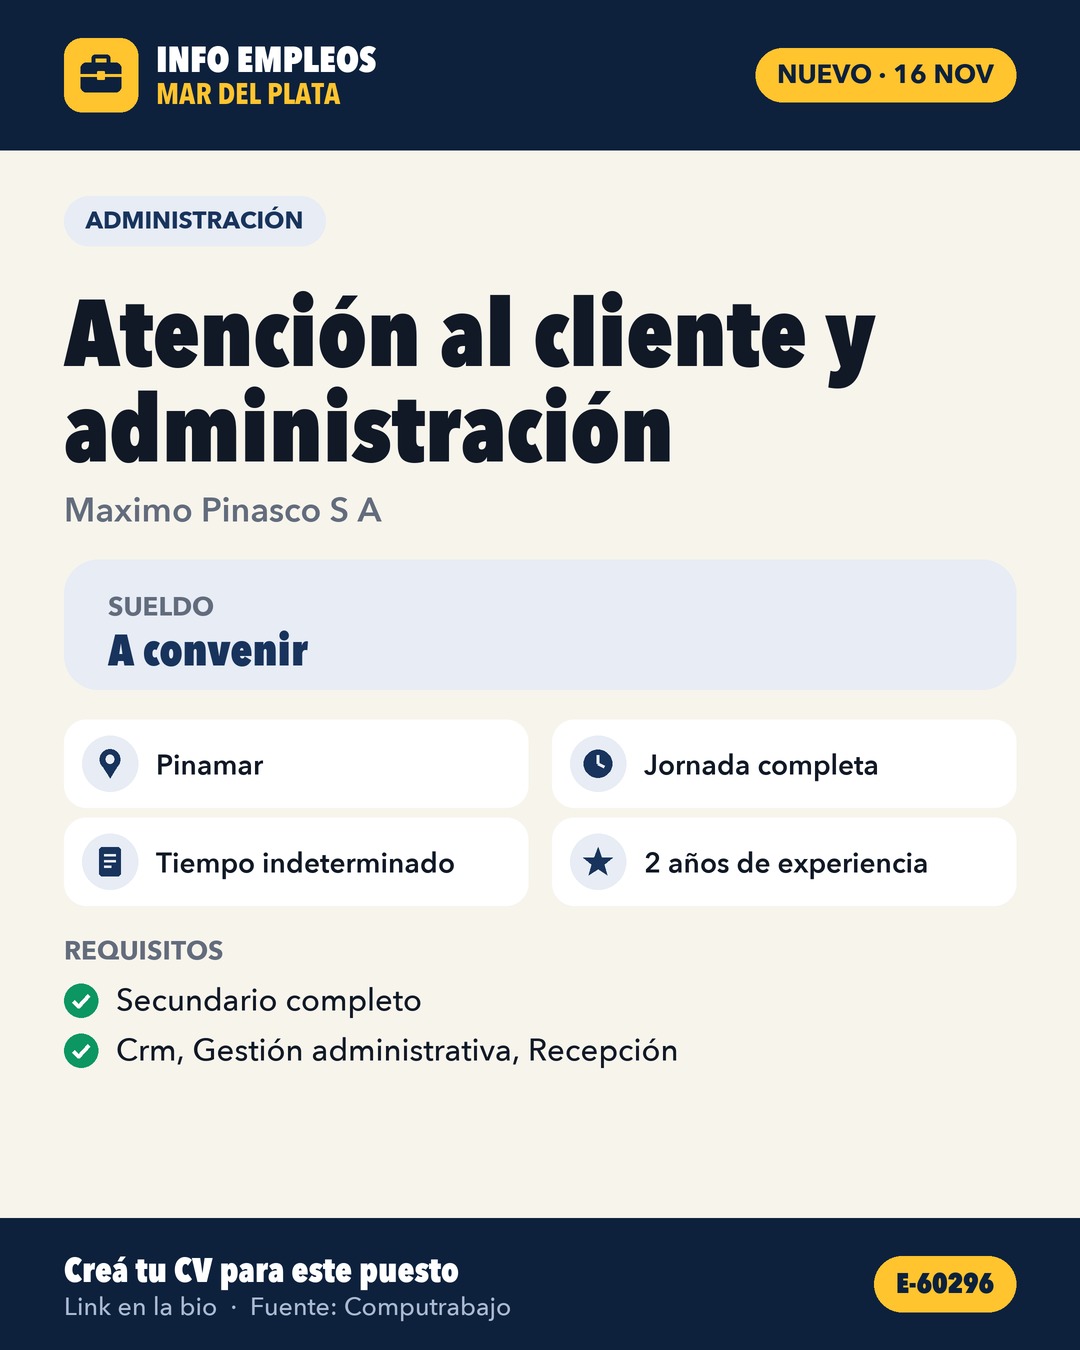 INFO EMPLEOS
MAR DEL PLATA
NUEVO · 16 NOV
ADMINISTRACIÓN
Atención al cliente y
administración
Maximo Pinasco S A
SUELDO
A convenir
Pinamar
Jornada completa
Tiempo indeterminado
2 años de experiencia
REQUISITOS
Secundario completo
Crm, Gestión administrativa, Recepción
Creá tu CV para este puesto
Link en la bio · Fuente: Computrabajo
E-60296